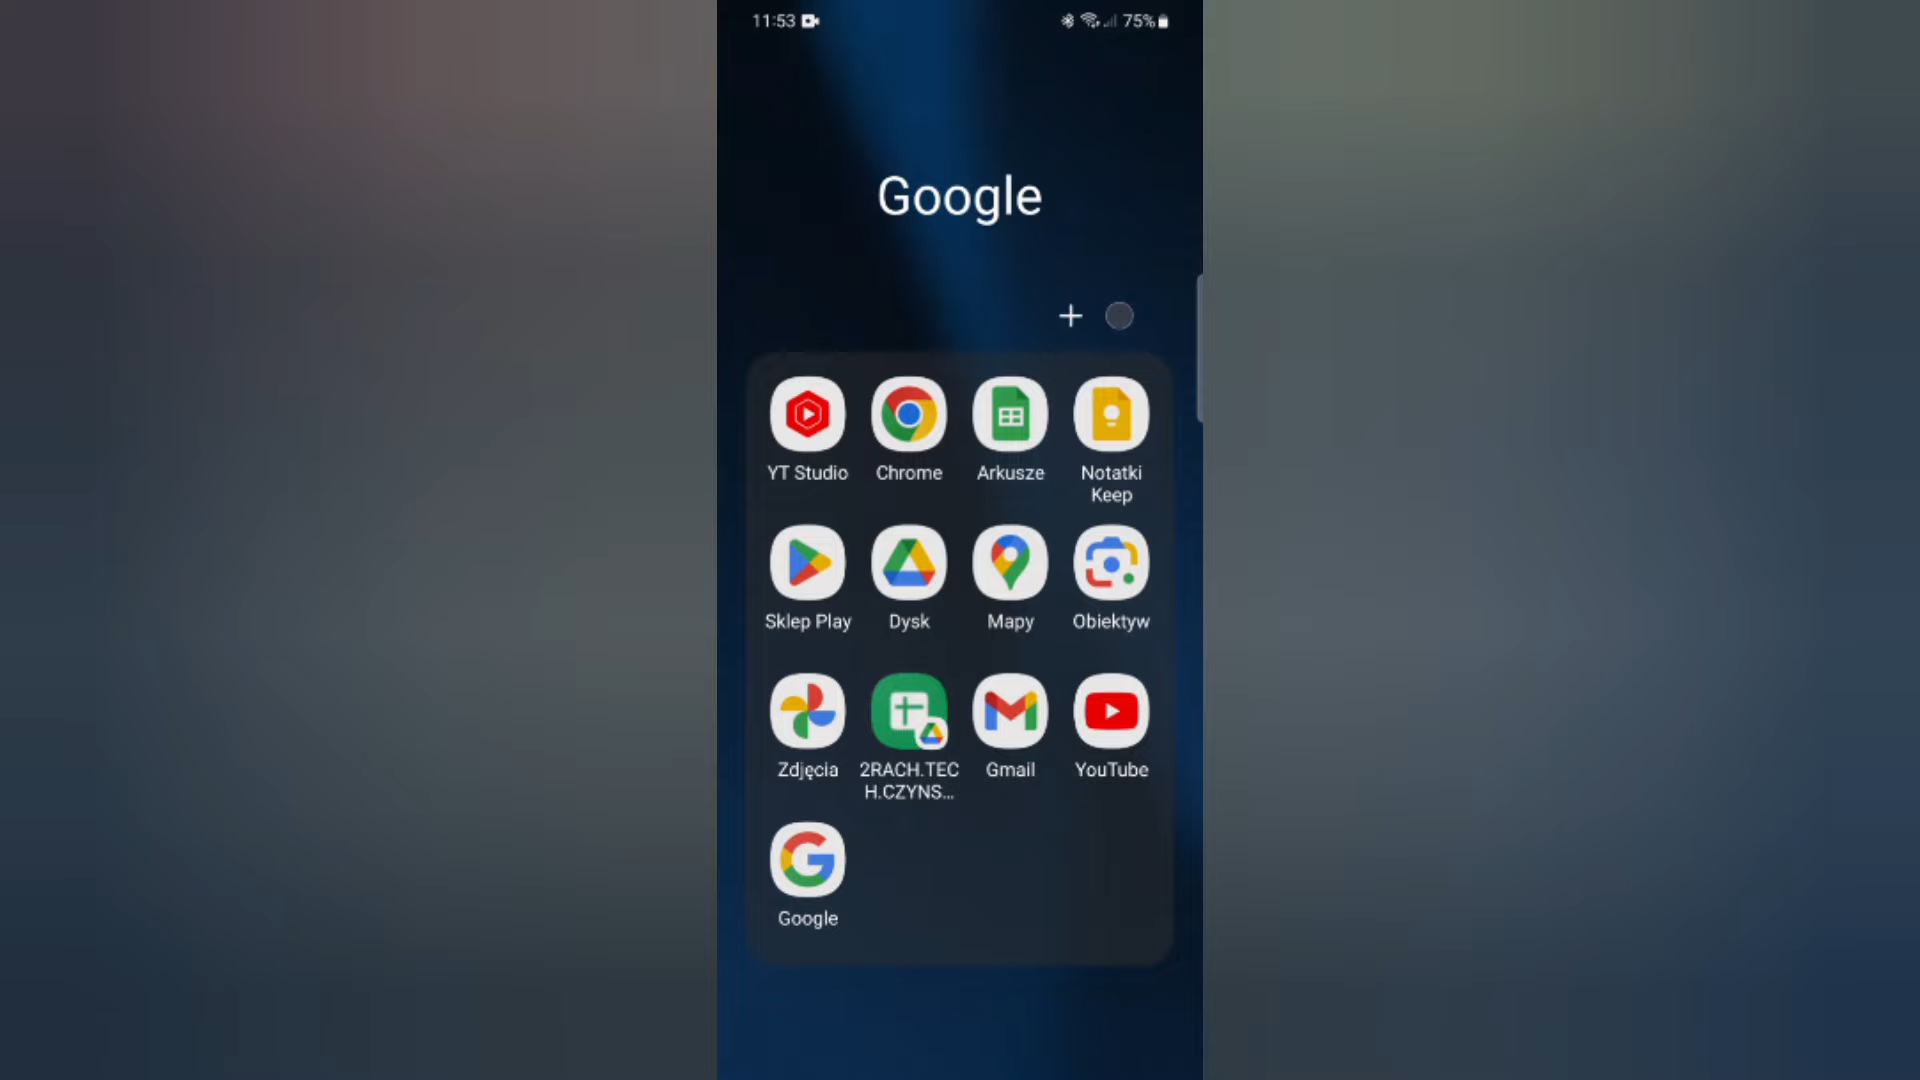 11:53
75%
Google
YT Studio
Chrome
Arkusze
Notatki
Keep
Sklep Play
Dysk
Mapy
Obiektyw
Zdjęcia
2RACH.TEC
H.CZYNS...
Gmail
YouTube
Google